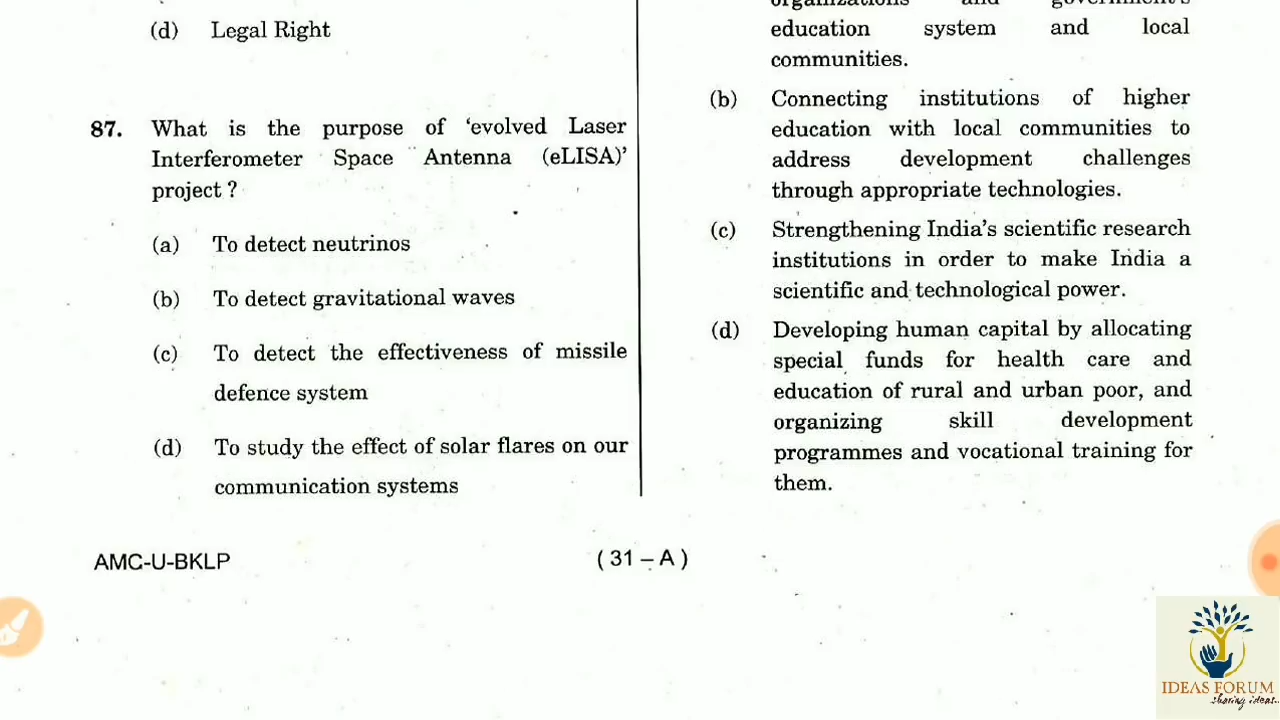 (d) Legal Right
87. What is the purpose of ‘evolved Laser
Interferometer Space Antenna (eLISA)’
project ?
(a) To detect neutrinos
(b) To detect gravitational waves
(c) To detect the effectiveness of missile
defence system
(d) To study the effect of solar flares on our
communication systems
organizations and government's
education system and local
communities.
(b) Connecting institutions of higher
education with local communities to
address development challenges
through appropriate technologies.
(c) Strengthening India's scientific research
institutions in order to make India a
scientific and technological power.
(d) Developing human capital by allocating
special funds for health care and
education of rural and urban poor, and
organizing skill development
programmes and vocational training for
them.
AMC-U-BKLP
( 31 – A )
IDEAS FORUM
sharing ideas..